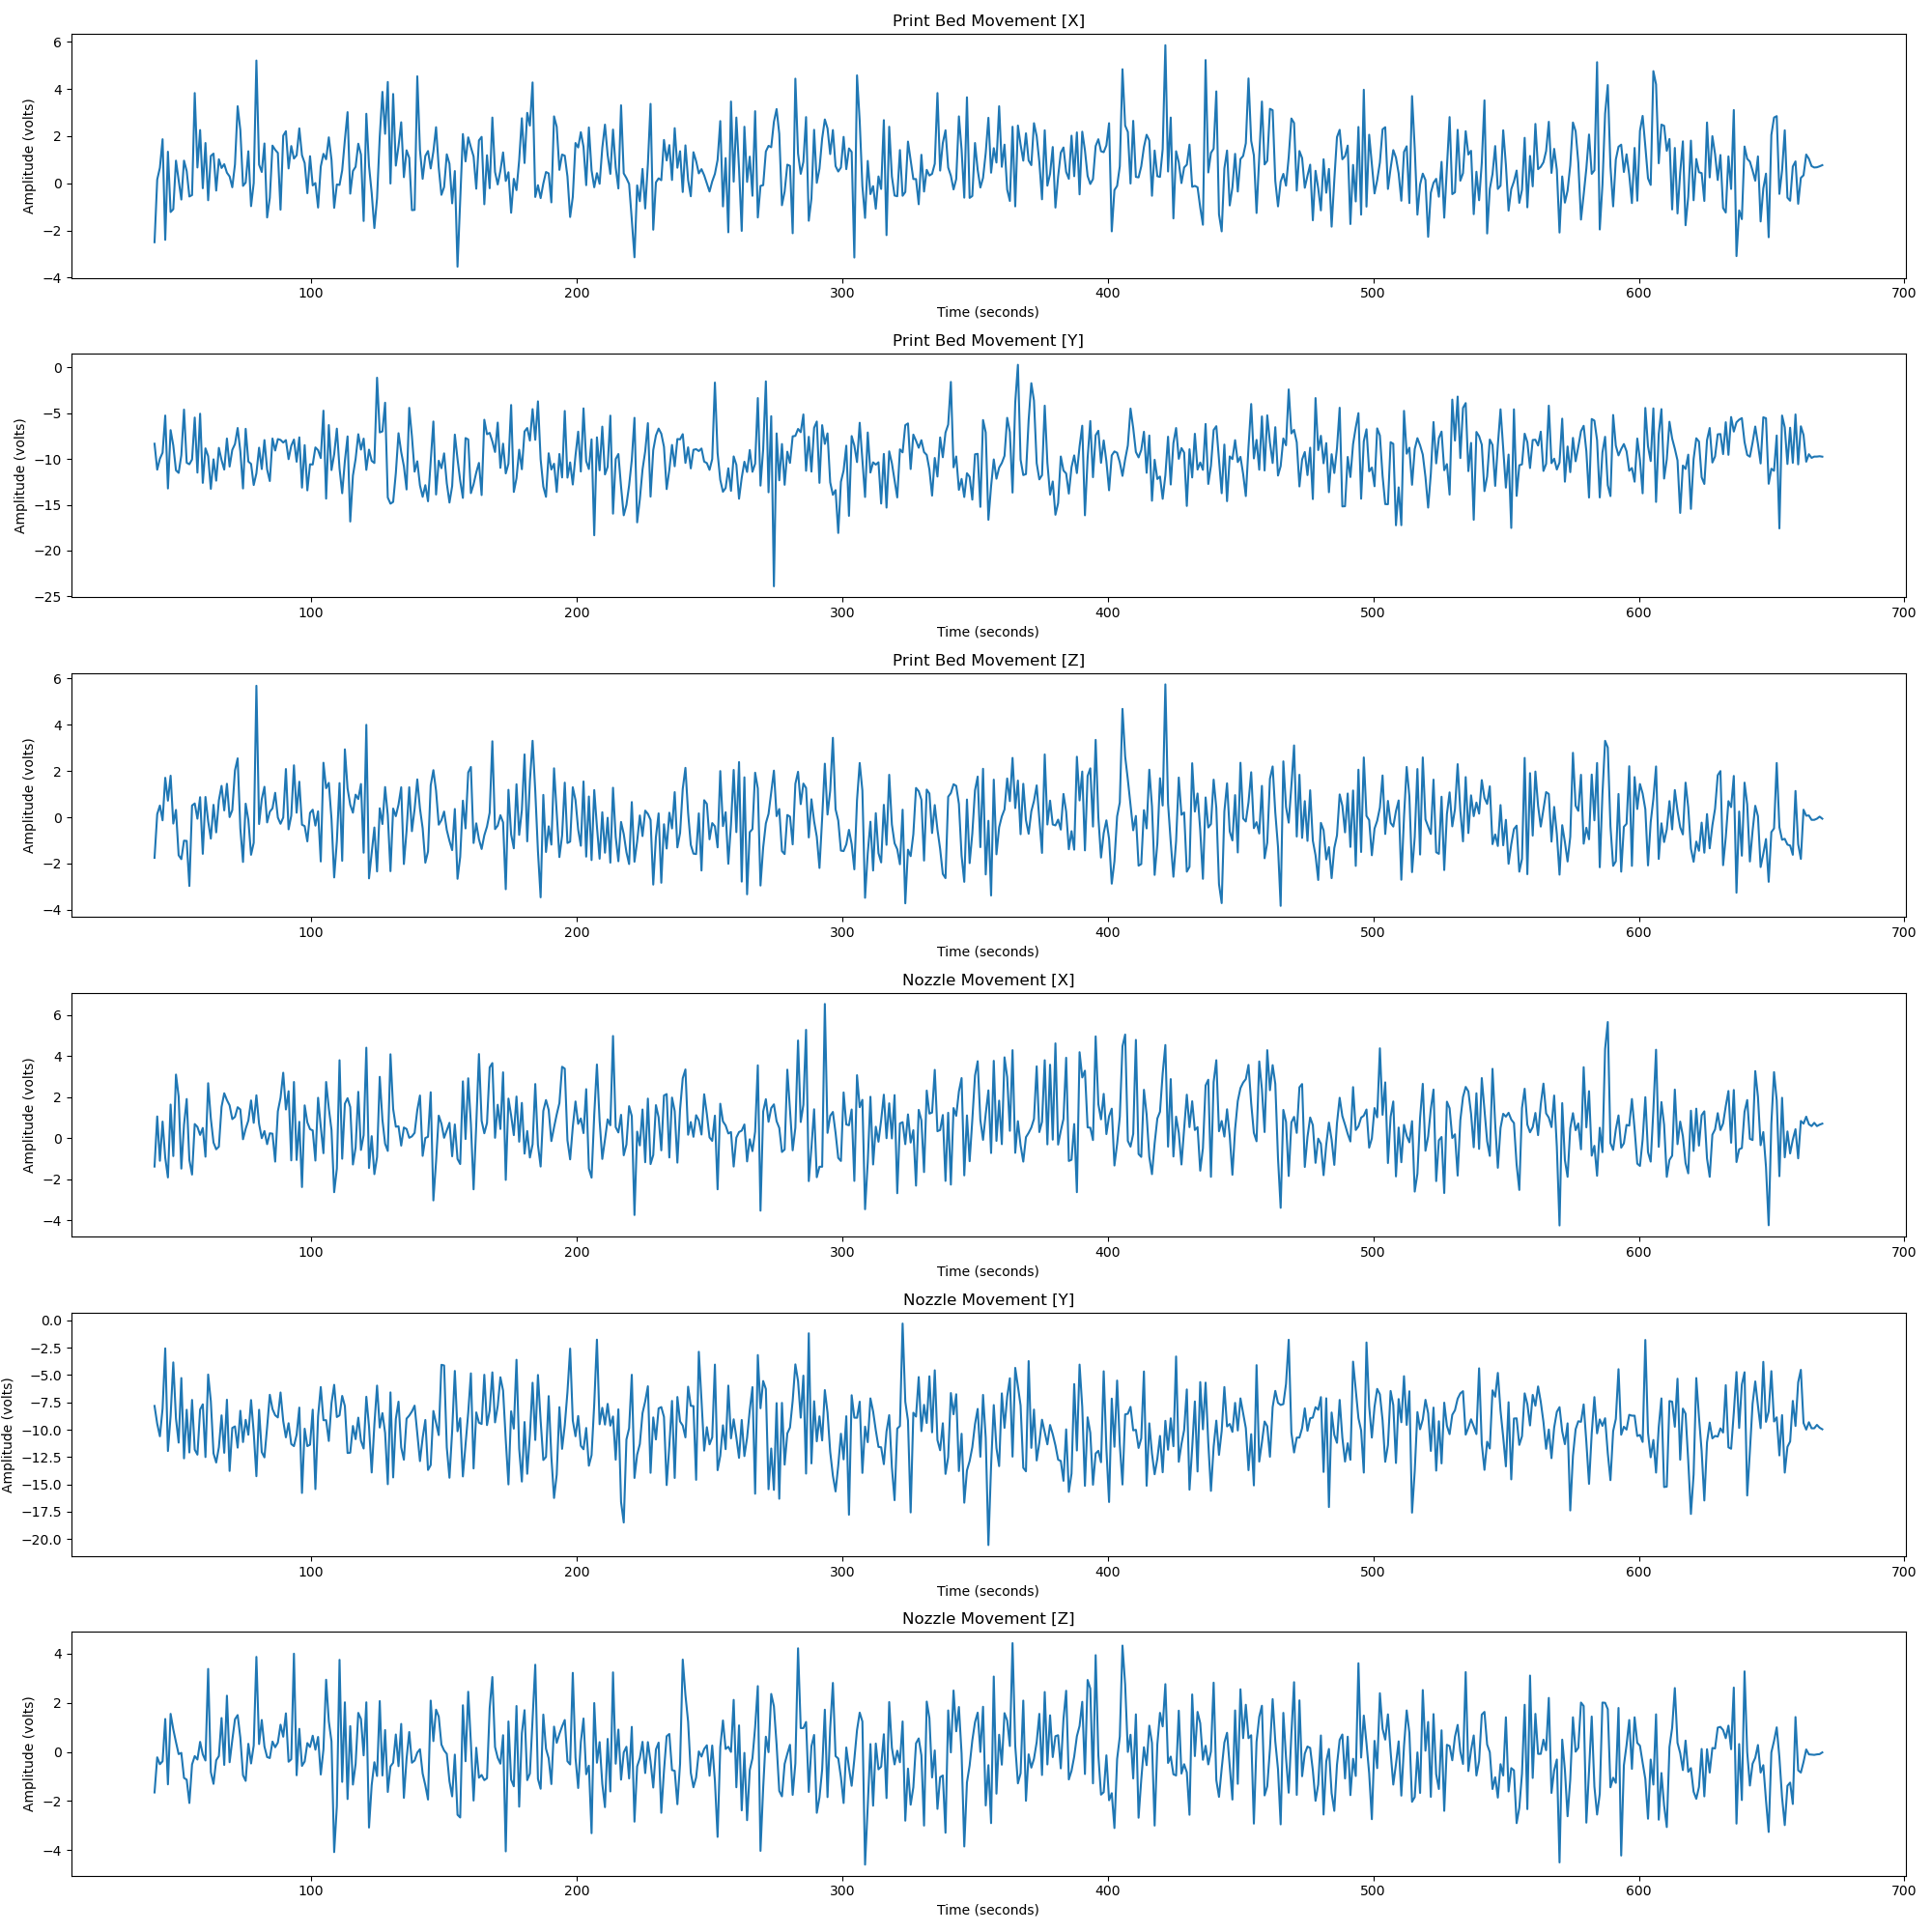 Print Bed Movement [X]
6
4
2
0
−2
−4
Amplitude (volts)
100 200 300 400 500 600 700
Time (seconds)
Print Bed Movement [Y]
0
−5
−10
−15
−20
−25
Amplitude (volts)
100 200 300 400 500 600 700
Time (seconds)
Print Bed Movement [Z]
6
4
2
0
−2
−4
Amplitude (volts)
100 200 300 400 500 600 700
Time (seconds)
Nozzle Movement [X]
6
4
2
0
−2
−4
Amplitude (volts)
100 200 300 400 500 600 700
Time (seconds)
Nozzle Movement [Y]
0.0
−2.5
−5.0
−7.5
−10.0
−12.5
−15.0
−17.5
−20.0
Amplitude (volts)
100 200 300 400 500 600 700
Time (seconds)
Nozzle Movement [Z]
4
2
0
−2
−4
Amplitude (volts)
100 200 300 400 500 600 700
Time (seconds)